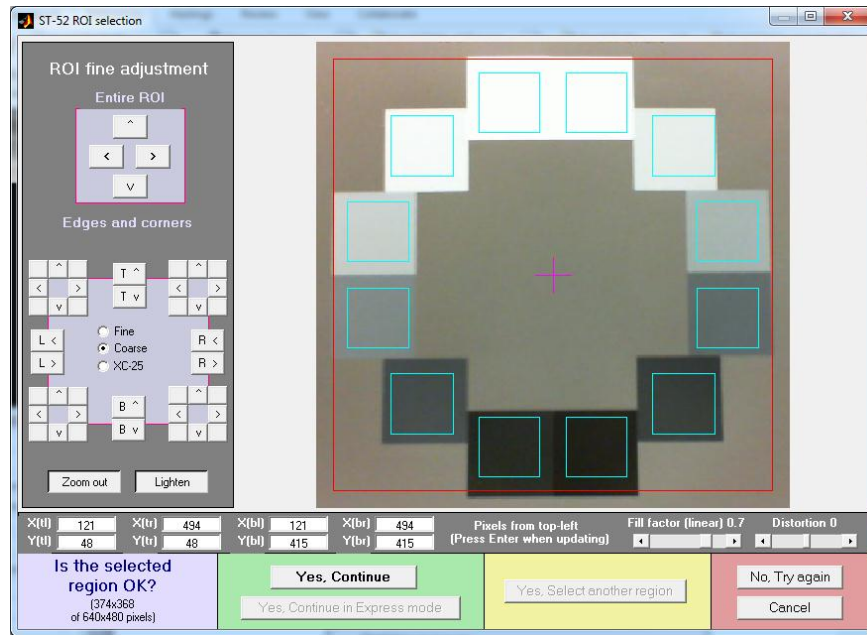 ST-52 ROI selection
ROI fine adjustment
Entire ROI
^
< >
v
Edges and corners
^ T ^ ^
< > T v < >
v v
L < Fine R <
Coarse
L > XC-25 R >
^ B ^ ^
< > B v < >
v v
Zoom out Lighten
X(tl) 121 X(tr) 494 X(bl) 121 X(br) 494
Y(tl) 48 Y(tr) 48 Y(bl) 415 Y(br) 415
Pixels from top-left
(Press Enter when updating)
Fill factor (linear) 0.7 Distortion 0
Is the selected
region OK?
(374x368
of 640x480 pixels)
Yes, Continue
Yes, Continue in Express mode
Yes, Select another region
No, Try again
Cancel